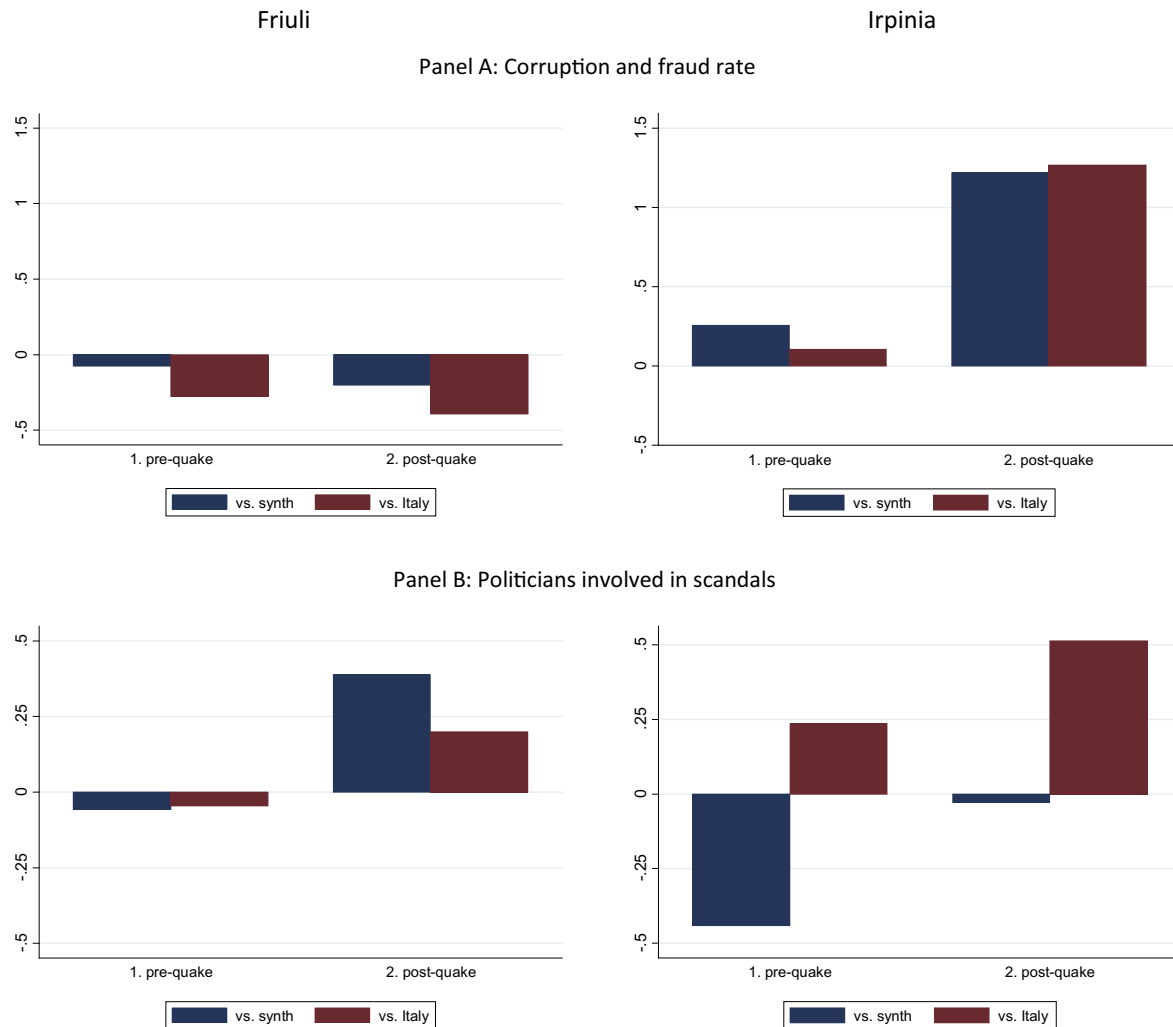 Friuli Irpinia
Panel A: Corruption and fraud rate
1.5 1.5
1 1
.5 .5
0 0
-.5 -.5
1. pre-quake 2. post-quake 1. pre-quake 2. post-quake
vs. synth vs. Italy vs. synth vs. Italy
Panel B: Politicians involved in scandals
.5 .5
.25 .25
0 0
-.25 -.25
-.5 -.5
1. pre-quake 2. post-quake 1. pre-quake 2. post-quake
vs. synth vs. Italy vs. synth vs. Italy